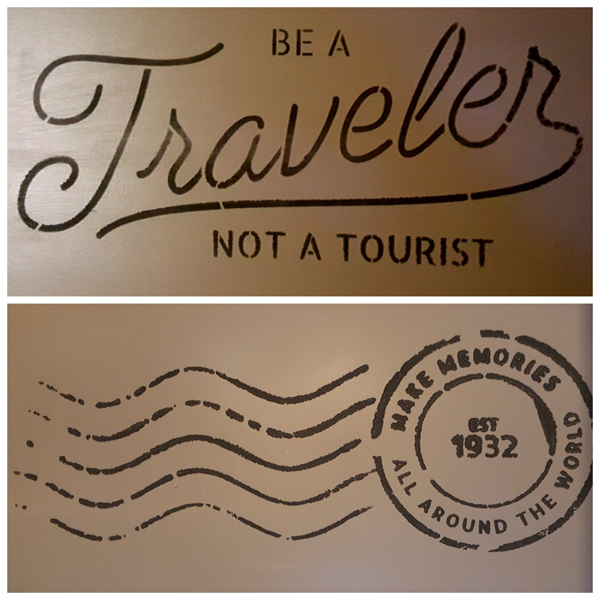 BE A
Traveler
NOT A TOURIST
MAKE MEMORIES
EST
1932
ALL AROUND THE WORLD